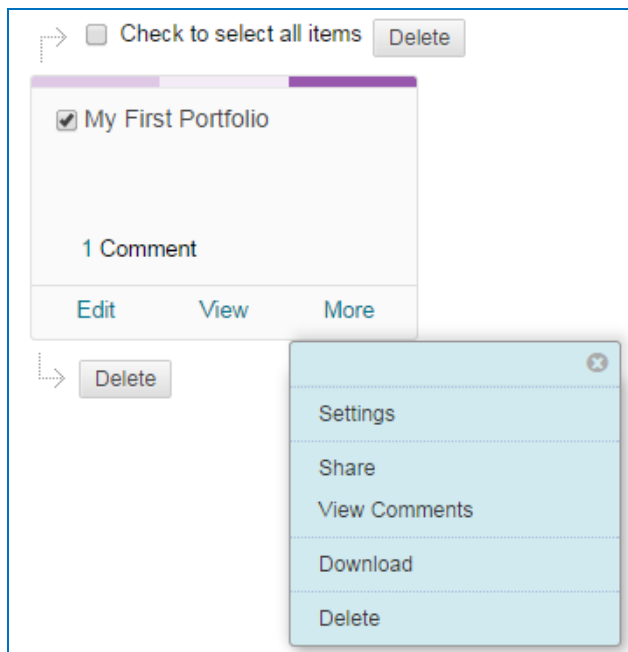 Check to select all items Delete
My First Portfolio
1 Comment
Edit View More
Delete
Settings
Share
View Comments
Download
Delete